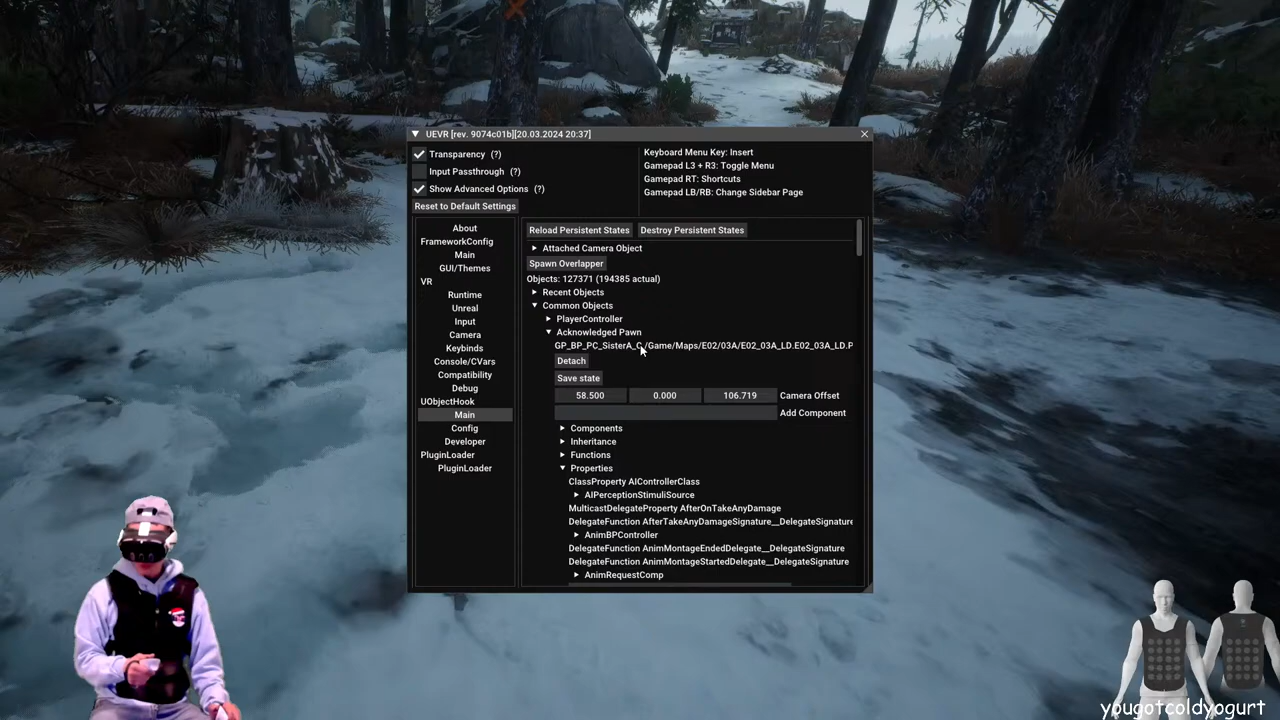 UEVR [rev. 9074c01b][20.03.2024 20:37]
Transparency (?)
Input Passthrough (?)
Show Advanced Options (?)
Reset to Default Settings
Keyboard Menu Key: Insert
Gamepad L3 + R3: Toggle Menu
Gamepad RT: Shortcuts
Gamepad LB/RB: Change Sidebar Page
About
FrameworkConfig
Main
GUI/Themes
VR
Runtime
Unreal
Input
Camera
Keybinds
Console/CVars
Compatibility
Debug
UObjectHook
Main
Config
Developer
PluginLoader
PluginLoader
Reload Persistent States Destroy Persistent States
Attached Camera Object
Spawn Overlapper
Objects: 127371 (194385 actual)
Recent Objects
Common Objects
PlayerController
Acknowledged Pawn
GP_BP_PC_SisterA_C /Game/Maps/E02/03A/E02_03A_LD.E02_03A_LD.P
Detach
Save state
58.500 0.000 106.719 Camera Offset
Add Component
Components
Inheritance
Functions
Properties
ClassProperty AIControllerClass
AIPerceptionStimuliSource
MulticastDelegateProperty AfterOnTakeAnyDamage
DelegateFunction AfterTakeAnyDamageSignature__DelegateSignature
AnimBPController
DelegateFunction AnimMontageEndedDelegate__DelegateSignature
DelegateFunction AnimMontageStartedDelegate__DelegateSignature
AnimRequestComp
yougotcoldyogurt